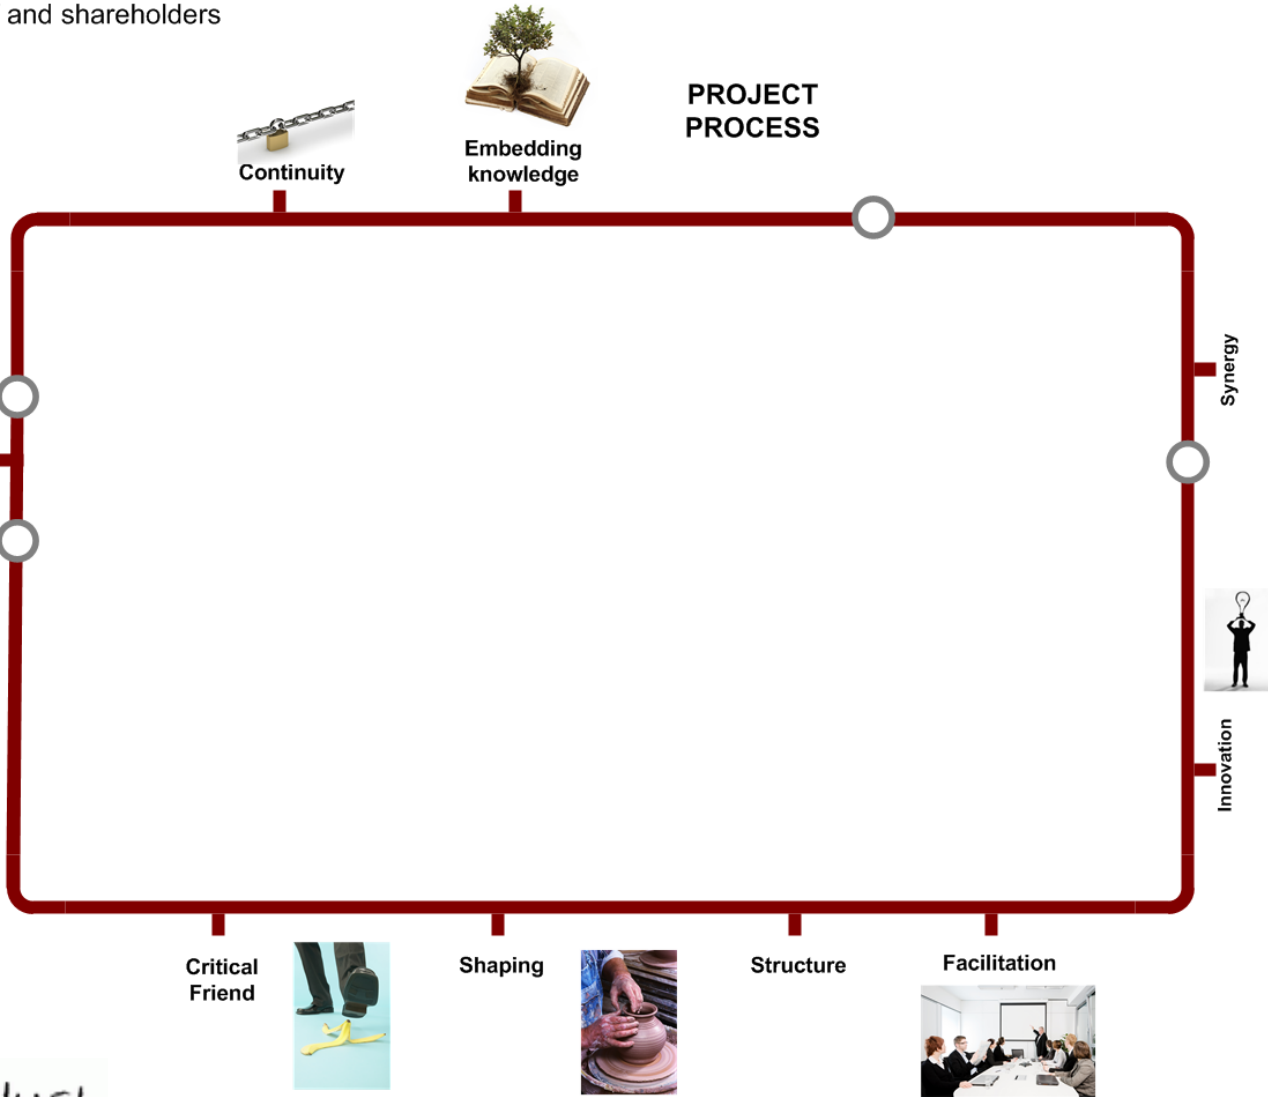 and shareholders
PROJECT
PROCESS
Embedding
knowledge
Continuity
Synergy
Innovation
Critical
Friend
Shaping
Structure
Facilitation